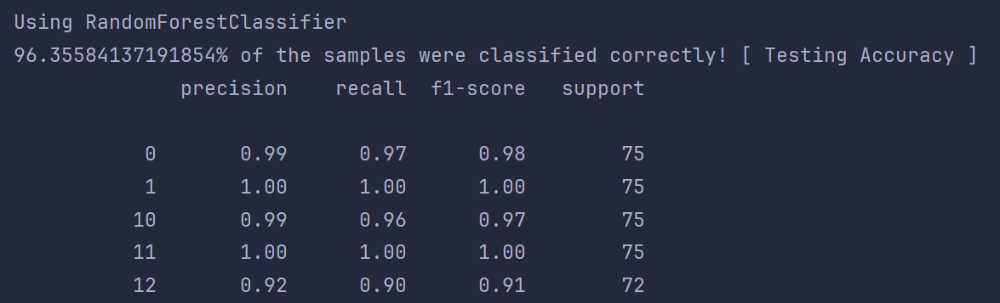 Using RandomForestClassifier
96.35584137191854% of the samples were classified correctly! [ Testing Accuracy ]
precision recall f1-score support
0 0.99 0.97 0.98 75
1 1.00 1.00 1.00 75
10 0.99 0.96 0.97 75
11 1.00 1.00 1.00 75
12 0.92 0.90 0.91 72